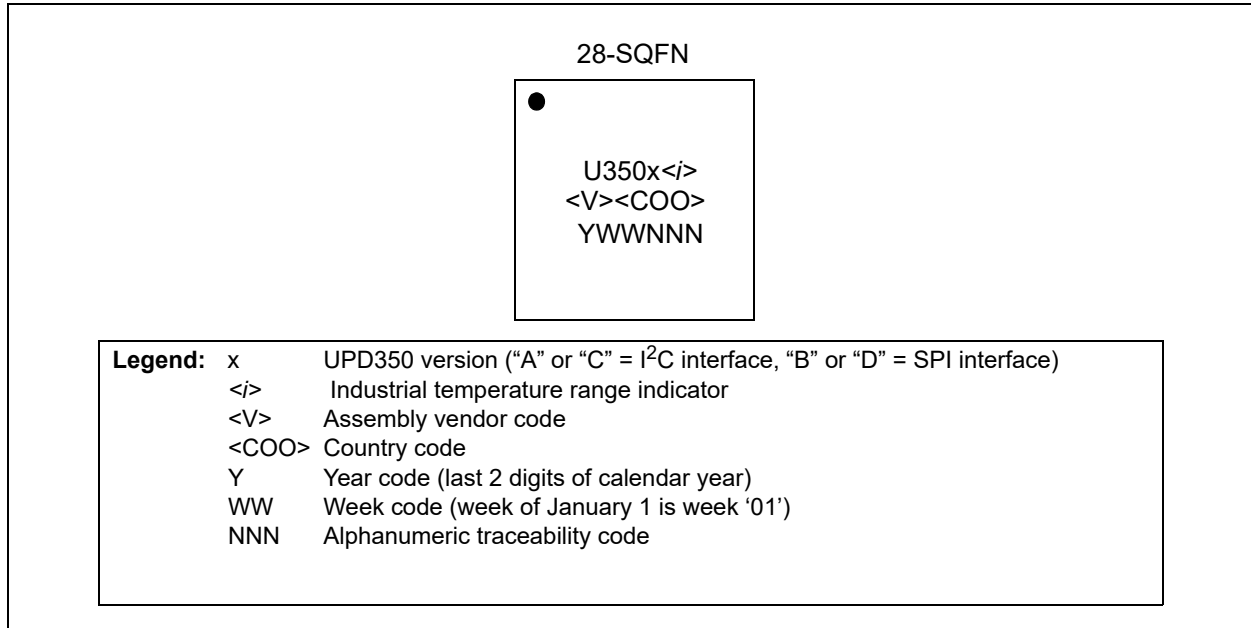 28-SQFN
U350x<i>
<V><COO>
YWWNNN
Legend: x UPD350 version (“A” or “C” = I2C interface, “B” or “D” = SPI interface)
<i> Industrial temperature range indicator
<V> Assembly vendor code
<COO> Country code
Y Year code (last 2 digits of calendar year)
WW Week code (week of January 1 is week ‘01’)
NNN Alphanumeric traceability code